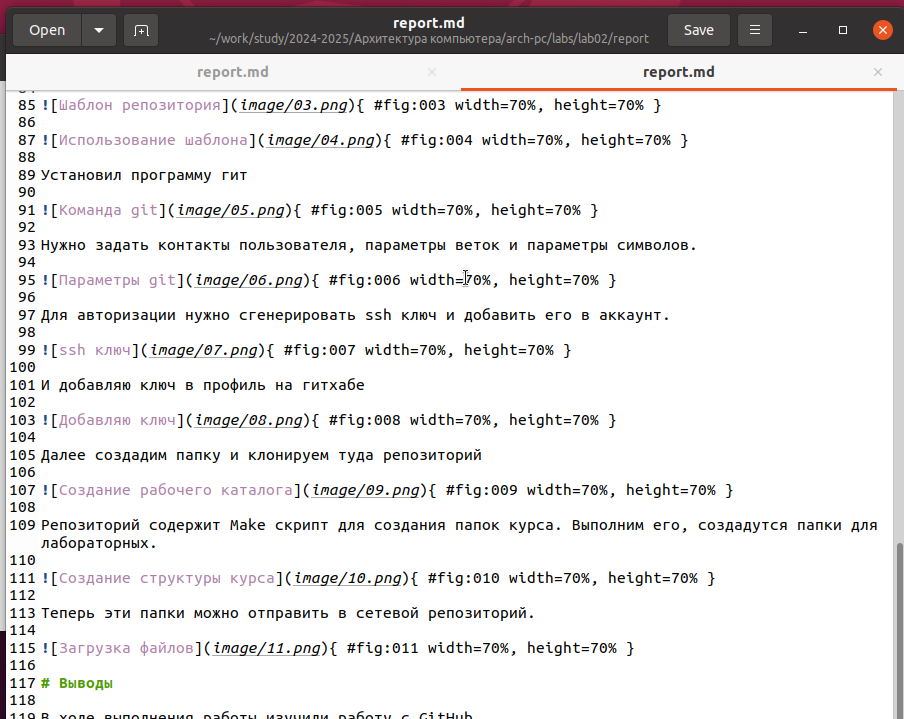 Open
report.md
~/work/study/2024-2025/Архитектура компьютера/arch-pc/labs/lab02/report
Save
report.md
report.md
85 ![Шаблон репозитория](image/03.png){ #fig:003 width=70%, height=70% }
86
87 ![Использование шаблона](image/04.png){ #fig:004 width=70%, height=70% }
88
89 Установил программу гит
90
91 ![Команда git](image/05.png){ #fig:005 width=70%, height=70% }
92
93 Нужно задать контакты пользователя, параметры веток и параметры символов.
94
95 ![Параметры git](image/06.png){ #fig:006 width=70%, height=70% }
96
97 Для авторизации нужно сгенерировать ssh ключ и добавить его в аккаунт.
98
99 ![ssh ключ](image/07.png){ #fig:007 width=70%, height=70% }
100
101 И добавляю ключ в профиль на гитхабе
102
103 ![Добавляю ключ](image/08.png){ #fig:008 width=70%, height=70% }
104
105 Далее создадим папку и клонируем туда репозиторий
106
107 ![Создание рабочего каталога](image/09.png){ #fig:009 width=70%, height=70% }
108
109 Репозиторий содержит Make скрипт для создания папок курса. Выполним его, создадутся папки для
лабораторных.
110
111 ![Создание структуры курса](image/10.png){ #fig:010 width=70%, height=70% }
112
113 Теперь эти папки можно отправить в сетевой репозиторий.
114
115 ![Загрузка файлов](image/11.png){ #fig:011 width=70%, height=70% }
116
117 # Выводы
118
119 В ходе выполнения работы изучили работу с GitHub